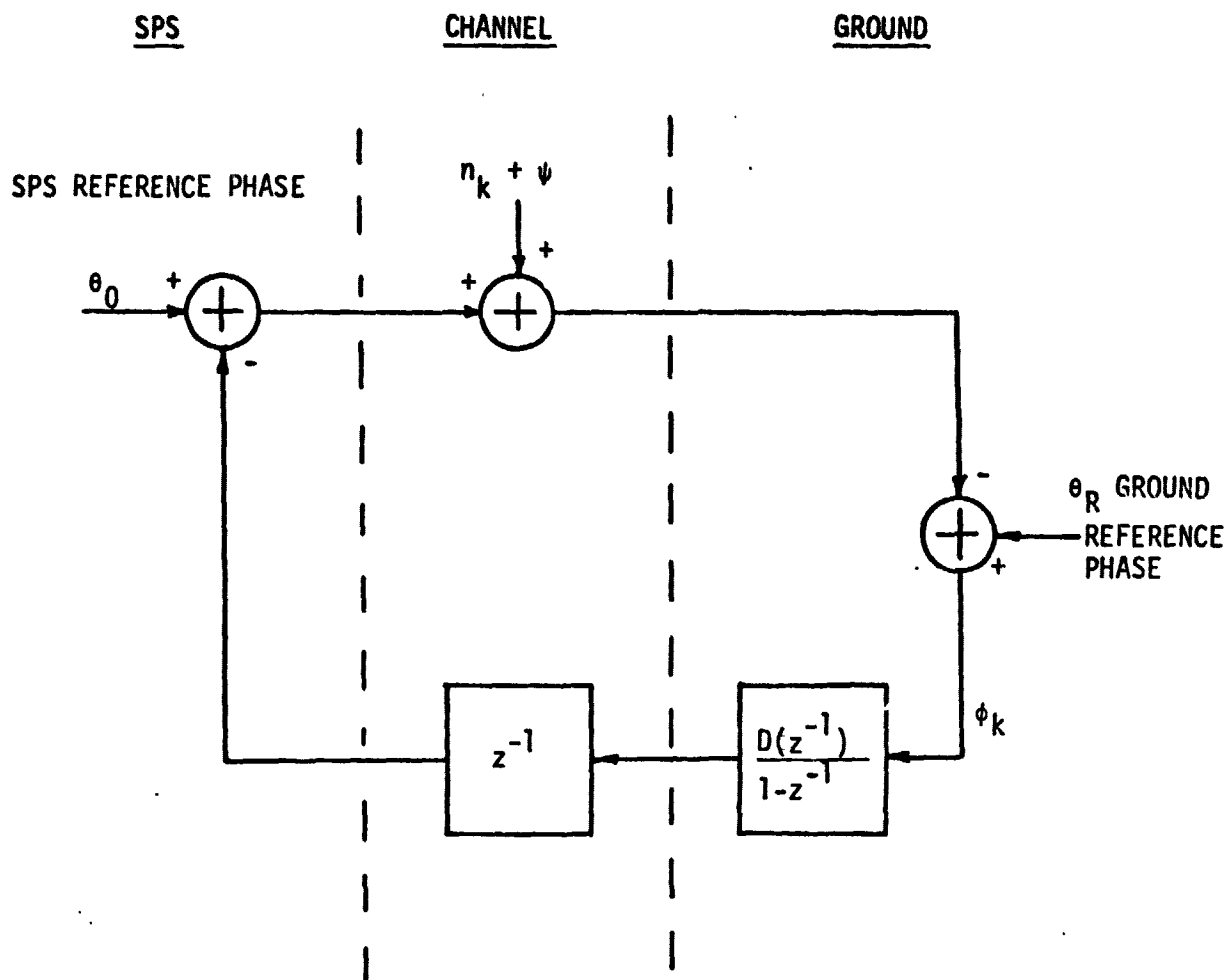 SPS CHANNEL GROUND
n_k + ψ
SPS REFERENCE PHASE
θ_0 + + +
-
-
θ_R GROUND
REFERENCE
+ PHASE
ϕ_k
z^{-1}
D(z^{-1})
1-z^{-1}